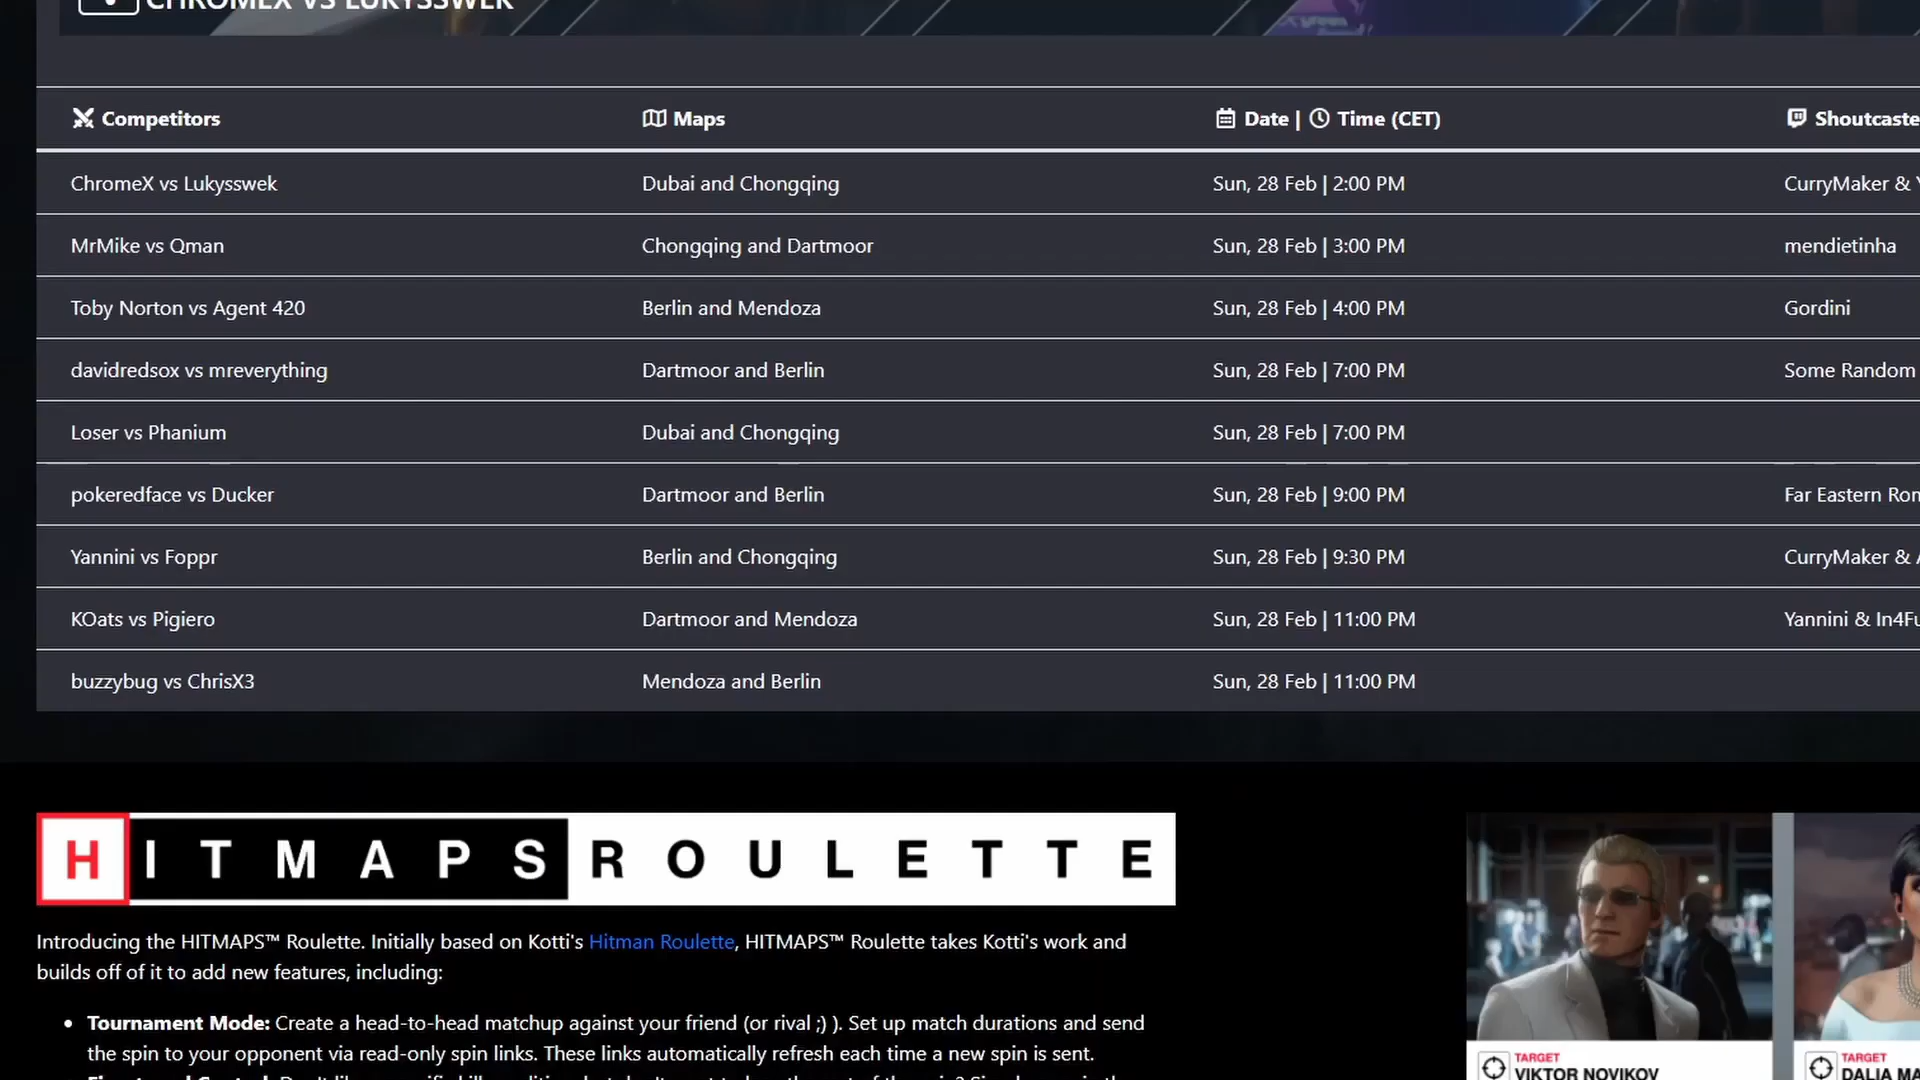 CHROMEX VS LUKYSSWEK
Competitors Maps Date | Time (CET) Shoutcaste
ChromeX vs Lukysswek Dubai and Chongqing Sun, 28 Feb | 2:00 PM CurryMaker &
MrMike vs Qman Chongqing and Dartmoor Sun, 28 Feb | 3:00 PM mendietinha
Toby Norton vs Agent 420 Berlin and Mendoza Sun, 28 Feb | 4:00 PM Gordini
davidredsox vs mreverything Dartmoor and Berlin Sun, 28 Feb | 7:00 PM Some Random
Loser vs Phanium Dubai and Chongqing Sun, 28 Feb | 7:00 PM
pokeredface vs Ducker Dartmoor and Berlin Sun, 28 Feb | 9:00 PM Far Eastern
Yannini vs Foppr Berlin and Chongqing Sun, 28 Feb | 9:30 PM CurryMaker &
KOats vs Pigiero Dartmoor and Mendoza Sun, 28 Feb | 11:00 PM Yannini & In4Fu
buzzybug vs ChrisX3 Mendoza and Berlin Sun, 28 Feb | 11:00 PM
HITMAPSROULETTE
Introducing the HITMAPS™ Roulette. Initially based on Kotti's Hitman Roulette, HITMAPS™ Roulette takes Kotti's work and
builds off of it to add new features, including:
• Tournament Mode: Create a head-to-head matchup against your friend (or rival ;) ). Set up match durations and send
the spin to your opponent via read-only spin links. These links automatically refresh each time a new spin is sent.
TARGET
VIKTOR NOVIKOV
TARGET
DALIA MA